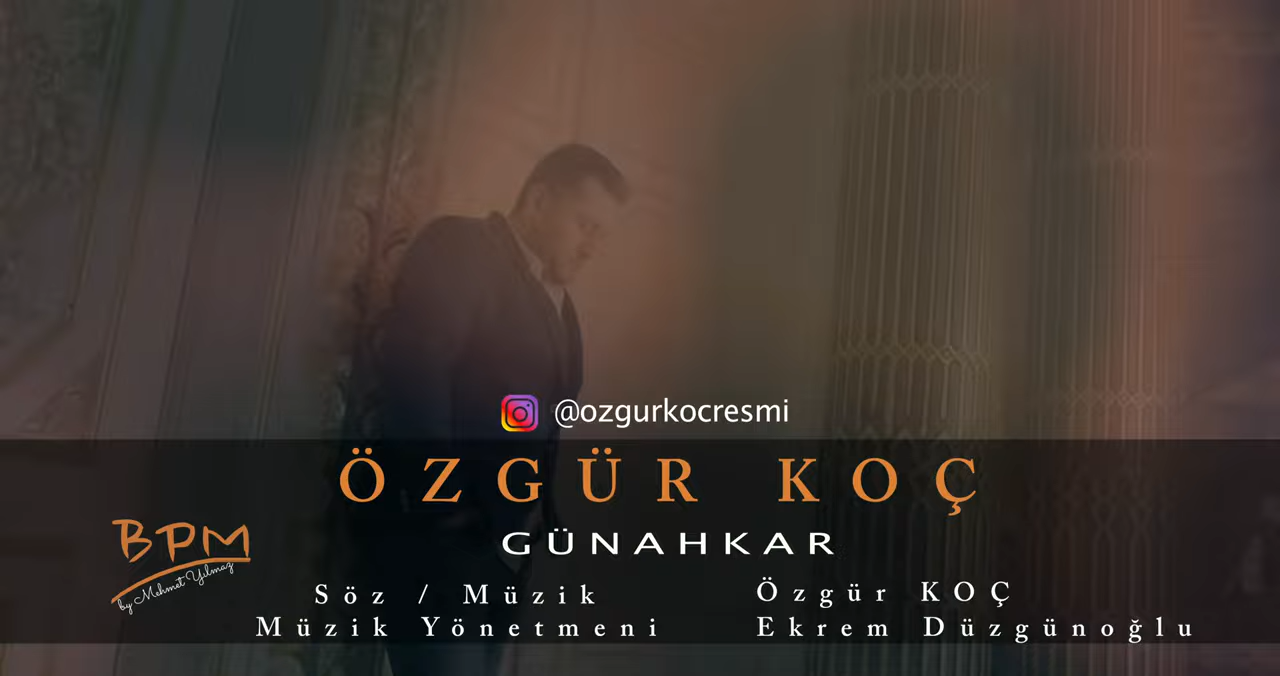 @ozgurkocresmi
ÖZGÜR KOÇ
GÜNAHKAR
BPM
by Mehmet Yılmaz
Söz / Müzik Özgür KOÇ
Müzik Yönetmeni Ekrem Düzgünoğlu